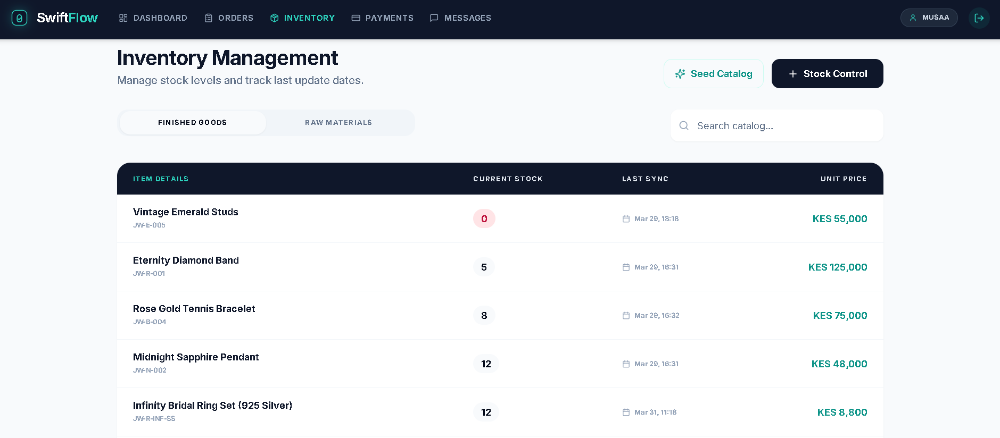 SwiftFlow DASHBOARD ORDERS INVENTORY PAYMENTS MESSAGES MUSAA
Inventory Management
Manage stock levels and track last update dates.
Seed Catalog Stock Control
FINISHED GOODS RAW MATERIALS
Search catalog...
ITEM DETAILS CURRENT STOCK LAST SYNC UNIT PRICE
Vintage Emerald Studs
JW-E-005
0 Mar 29, 18:18 KES 55,000
Eternity Diamond Band
JW-R-001
5 Mar 29, 16:31 KES 125,000
Rose Gold Tennis Bracelet
JW-B-004
8 Mar 29, 16:32 KES 75,000
Midnight Sapphire Pendant
JW-N-002
12 Mar 29, 16:31 KES 48,000
Infinity Bridal Ring Set (925 Silver)
JW-R-INF-SS
12 Mar 31, 11:18 KES 8,800